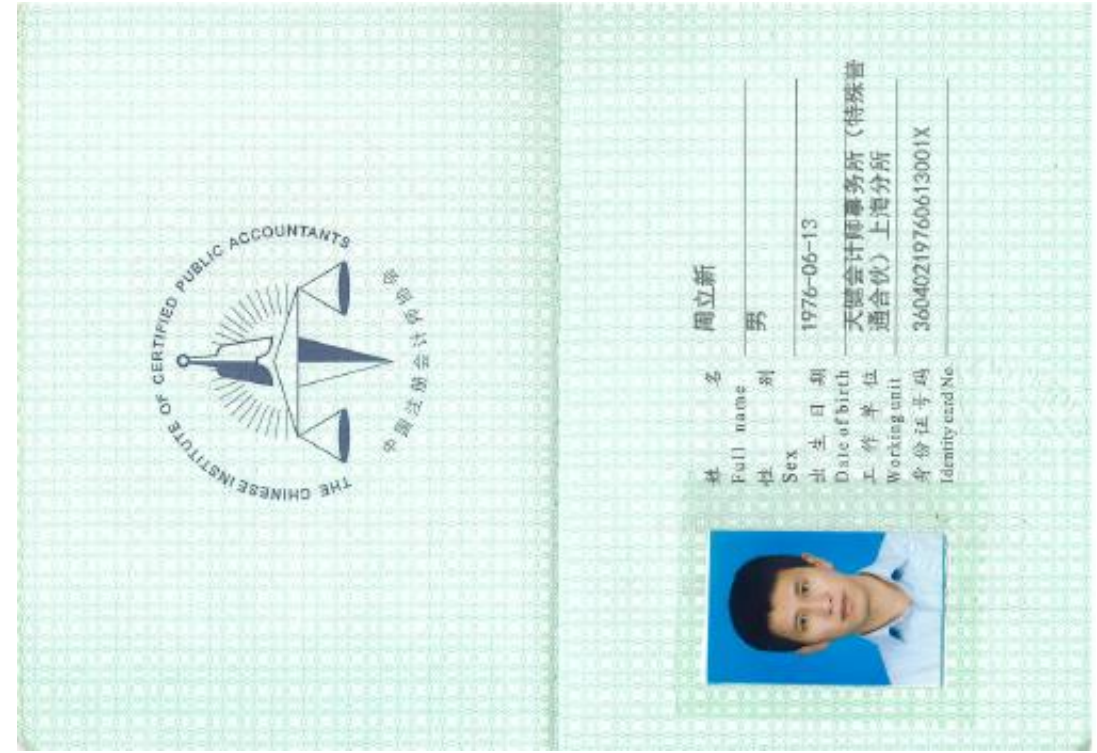 THE CHINESE INSTITUTE OF CERTIFIED PUBLIC ACCOUNTANTS
中国注册会计师协会
姓 名 周立新
Full name
性 别 男
Sex
出 生 日 期 1976-06-13
Date of birth
工 作 单 位 天健会计师事务所（特殊普
Working unit 通合伙）上海分所
身 份 证 号 码 36040219760613001X
Identity card No.